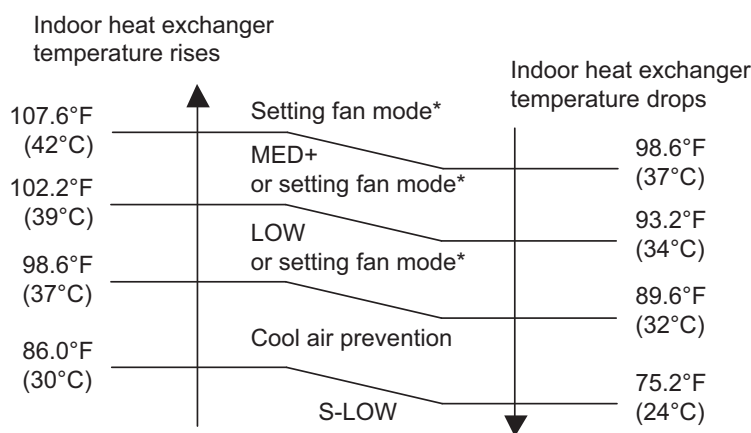 Indoor heat exchanger
temperature rises
Indoor heat exchanger
temperature drops
107.6°F
(42°C)
Setting fan mode*
98.6°F
(37°C)
MED+
or setting fan mode*
102.2°F
(39°C)
93.2°F
(34°C)
LOW
or setting fan mode*
98.6°F
(37°C)
89.6°F
(32°C)
Cool air prevention
86.0°F
(30°C)
75.2°F
(24°C)
S-LOW